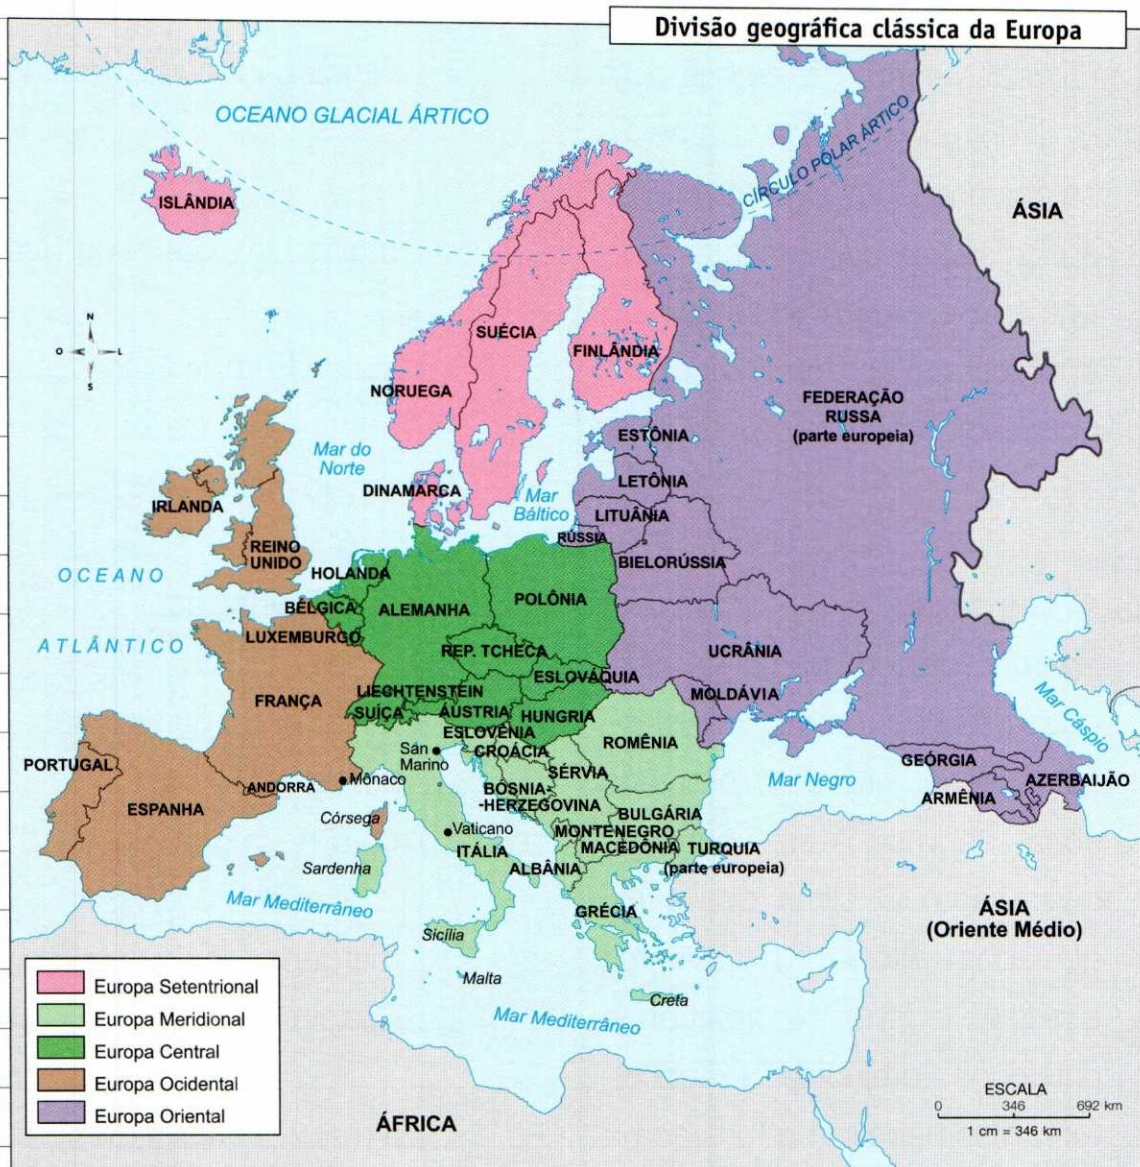 Divisão geográfica clássica da Europa
OCEANO GLACIAL ÁRTICO
CÍRCULO POLAR ÁRTICO
ISLÂNDIA
ÁSIA
N
O
L
S
SUÉCIA
FINLÂNDIA
NORUEGA
FEDERAÇÃO
RUSSA
(parte europeia)
ESTÔNIA
Mar do
Norte
LETÔNIA
DINAMARCA
Mar
Báltico
IRLANDA
LITUÂNIA
RÚSSIA
REINO
UNIDO
BIELORÚSSIA
OCEANO
ATLÂNTICO
HOLANDA
BÉLGICA
ALEMANHA
POLÔNIA
LUXEMBURGO
REP. TCHECA
UCRÂNIA
ESLOVÁQUIA
LIECHTENSTEIN
MOLDÁVIA
FRANÇA
SUÍÇA
ÁUSTRIA
HUNGRIA
Mar Cáspio
ESLOVÊNIA
ROMÊNIA
San
Marino
CROÁCIA
PORTUGAL
GEÓRGIA
SÉRVIA
Mônaco
Mar Negro
AZERBAIJÃO
ANDORRA
BÓSNIA-
-HERZEGOVINA
ARMÊNIA
ESPANHA
Córsega
BULGÁRIA
Vaticano
MONTENEGRO
MACEDÔNIA
TURQUIA
(parte europeia)
ITÁLIA
Sardenha
ALBÂNIA
Mar Mediterrâneo
GRÉCIA
ÁSIA
(Oriente Médio)
Sicília
Malta
Creta
Mar Mediterrâneo
Europa Setentrional
Europa Meridional
Europa Central
Europa Ocidental
Europa Oriental
ÁFRICA
ESCALA
0 346 692 km
1 cm = 346 km